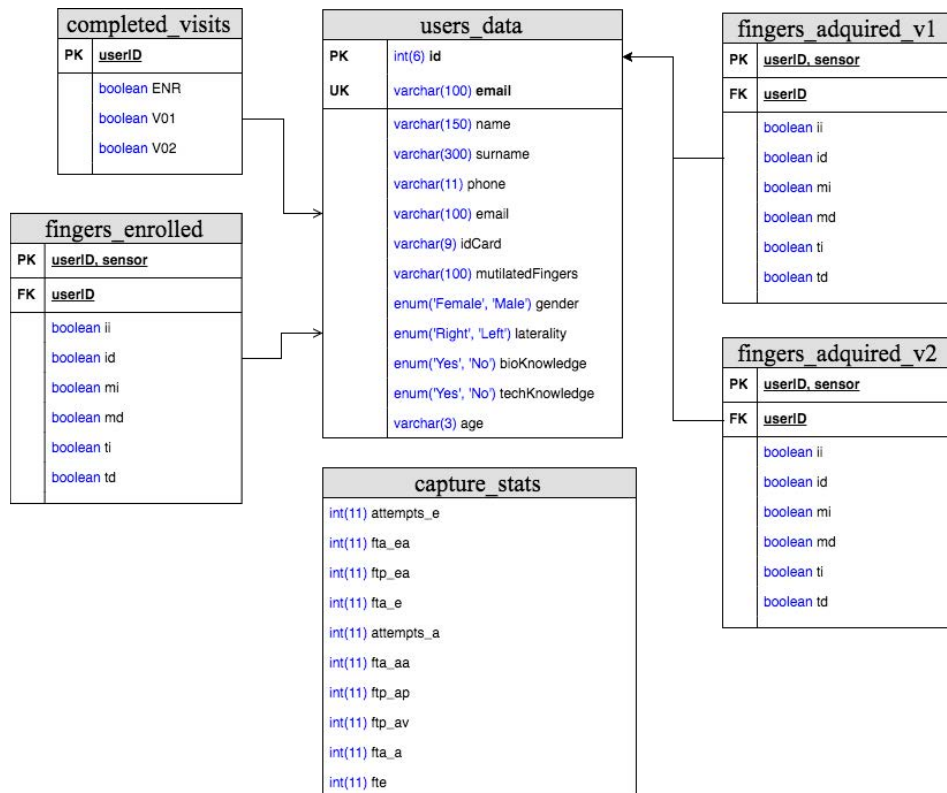 completed_visits
PK userID
boolean ENR
boolean V01
boolean V02
fingers_enrolled
PK userID, sensor
FK userID
boolean ii
boolean id
boolean mi
boolean md
boolean ti
boolean td
users_data
PK int(6) id
UK varchar(100) email
varchar(150) name
varchar(300) surname
varchar(11) phone
varchar(100) email
varchar(9) idCard
varchar(100) mutilatedFingers
enum('Female', 'Male') gender
enum('Right', 'Left') laterality
enum('Yes', 'No') bioKnowledge
enum('Yes', 'No') techKnowledge
varchar(3) age
capture_stats
int(11) attempts_e
int(11) fta_ea
int(11) ftp_ea
int(11) fta_e
int(11) attempts_a
int(11) fta_aa
int(11) ftp_ap
int(11) ftp_av
int(11) fta_a
int(11) fte
fingers_adquired_v1
PK userID, sensor
FK userID
boolean ii
boolean id
boolean mi
boolean md
boolean ti
boolean td
fingers_adquired_v2
PK userID, sensor
FK userID
boolean ii
boolean id
boolean mi
boolean md
boolean ti
boolean td